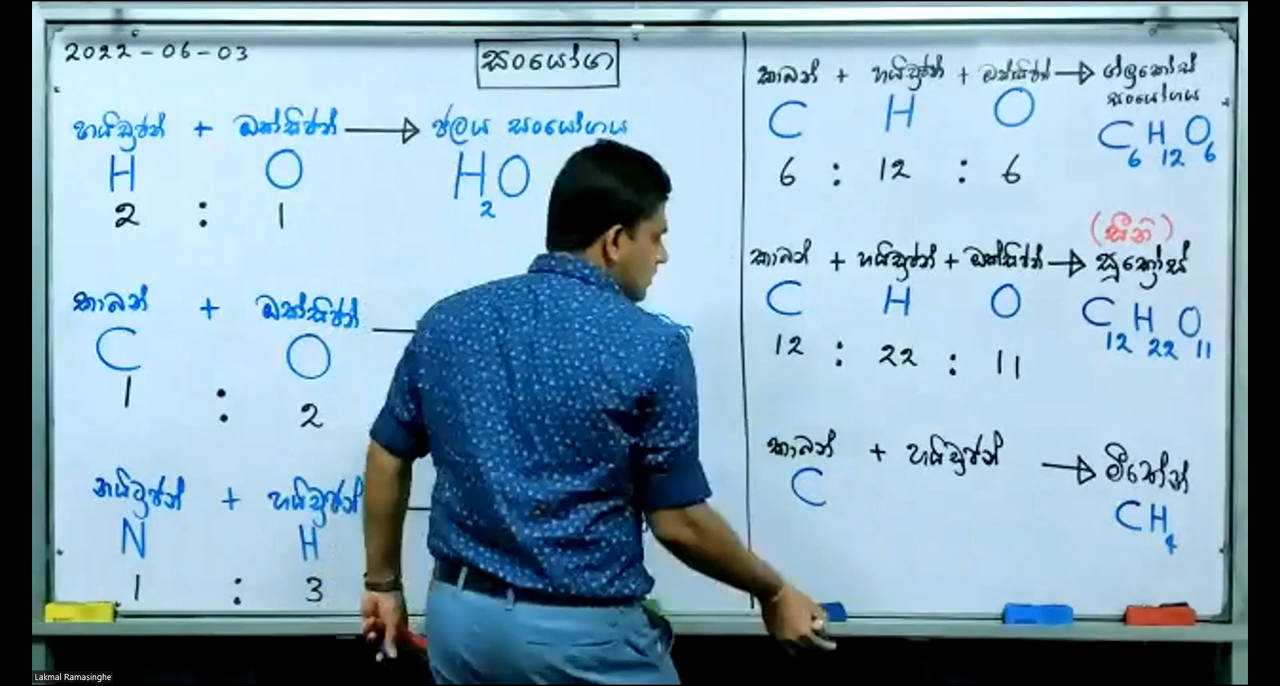 2022-06-03
සංයෝග
හයිඩ්‍රජන් + ඔක්සිජන් → ජලය සංයෝගය
H O H₂O
2 : 1
කාබන් + ඔක්සිජන්
C O
1 : 2
නයිට්‍රජන් + හයිඩ්‍රජන්
N H
1 : 3
කාබන් + හයිඩ්‍රජන් + ඔක්සිජන් → ග්ලූකෝස්
සංයෝගය
C H O C₆H₁₂O₆
6 : 12 : 6
(සීනි)
කාබන් + හයිඩ්‍රජන් + ඔක්සිජන් → සුක්‍රෝස්
C H O C₁₂H₂₂O₁₁
12 : 22 : 11
කාබන් + හයිඩ්‍රජන් → මීතේන්
C CH₄
Lakmal Ramasinghe